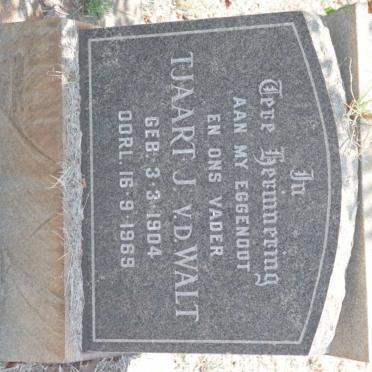 In
Tere Herinnering
AAN MY EGGENOOT
EN ONS VADER
TJAART J. V.D. WALT
GEB: 3·3·1904
OORL. 16·9·1969